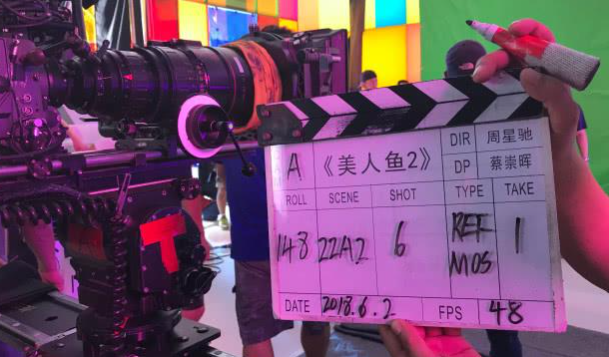 A 《美人鱼2》 DIR 周星驰
DP 蔡崇晖
ROLL SCENE SHOT TYPE TAKE
148 22A2 6 REF 1
MOS
DATE 2018.6.2 FPS 48
T